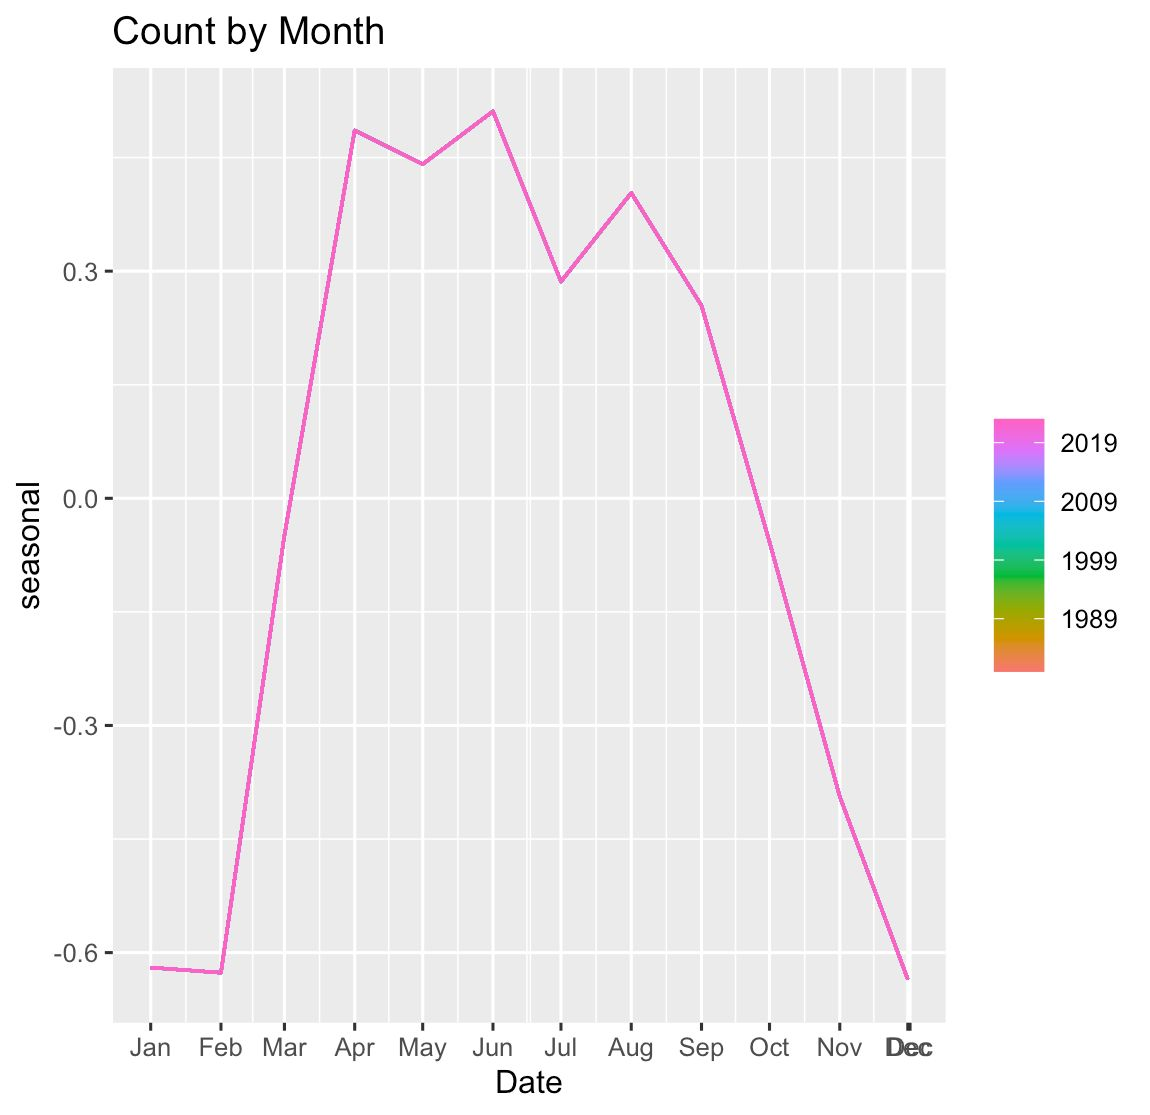 Count by Month
seasonal
0.3
0.0
-0.3
-0.6
Jan Feb Mar Apr May Jun Jul Aug Sep Oct Nov Dec
Date
2019
2009
1999
1989